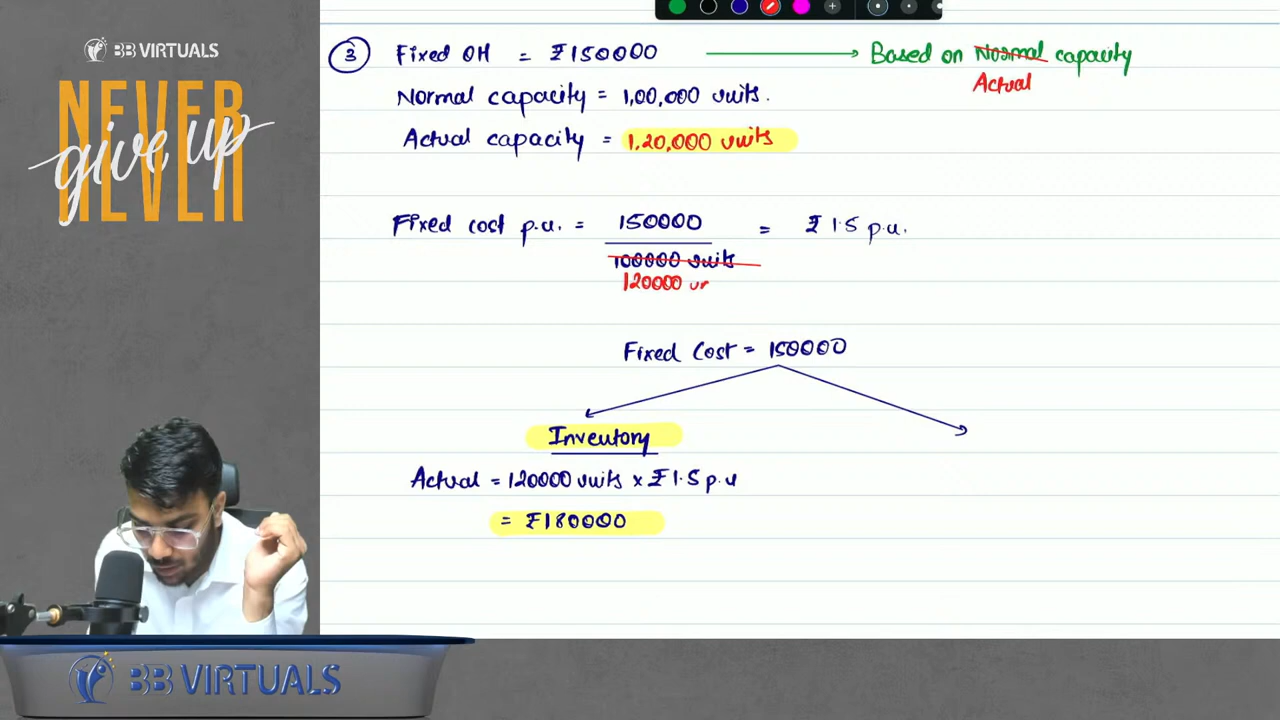 BB VIRTUALS
NEVER
give up
NEVER
3 Fixed OH = ₹150000 Based on Normal capacity
Actual
Normal capacity = 1,00,000 units.
Actual capacity = 1,20,000 units
Fixed cost p.u. = 150000 = ₹1.5 p.u.
100000 units
120000 un
Fixed Cost = 150000
Inventory
Actual = 120000 units x ₹1.5 p.u
= ₹180000
BB VIRTUALS